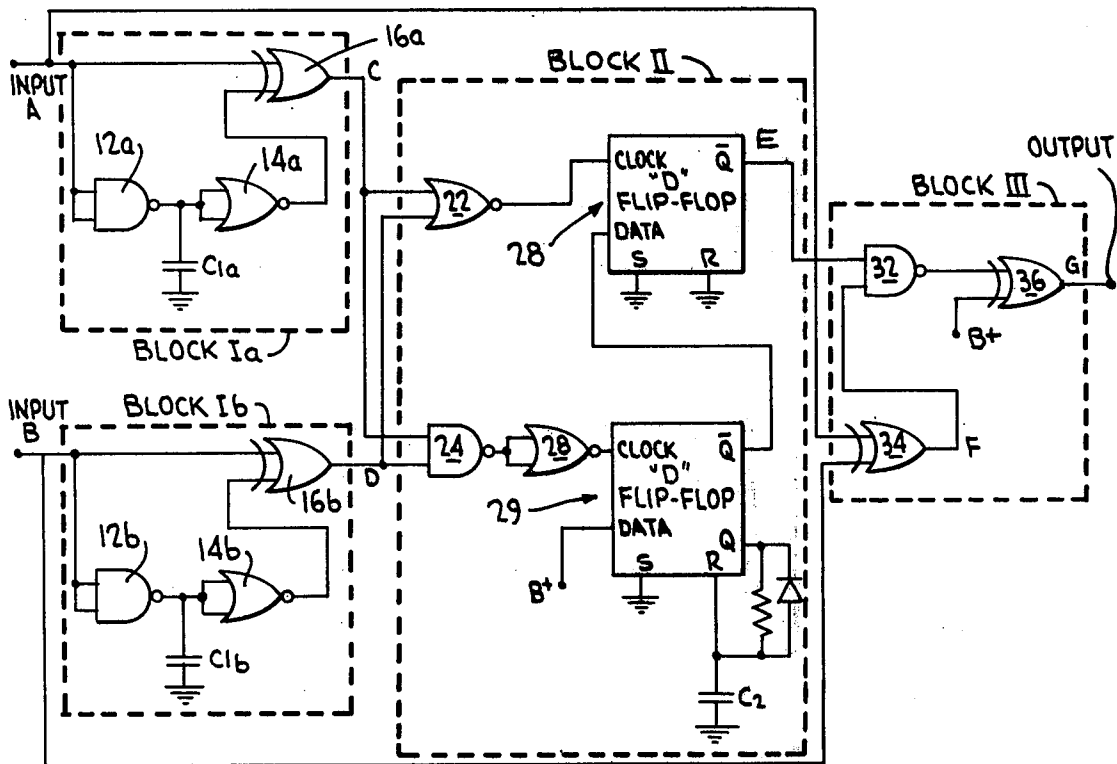 16a
BLOCK II
C
INPUT
A
12a
14a
E
CLOCK Q̄
"D"
FLIP-FLOP
DATA
S R
22
28
OUTPUT
BLOCK III
C1a
32
36
G
B+
BLOCK Ia
INPUT
B
BLOCK Ib
24
28
CLOCK Q̄
"D"
FLIP-FLOP
DATA Q
S R
34
F
D
16b
29
12b
14b
B+
C1b
C2